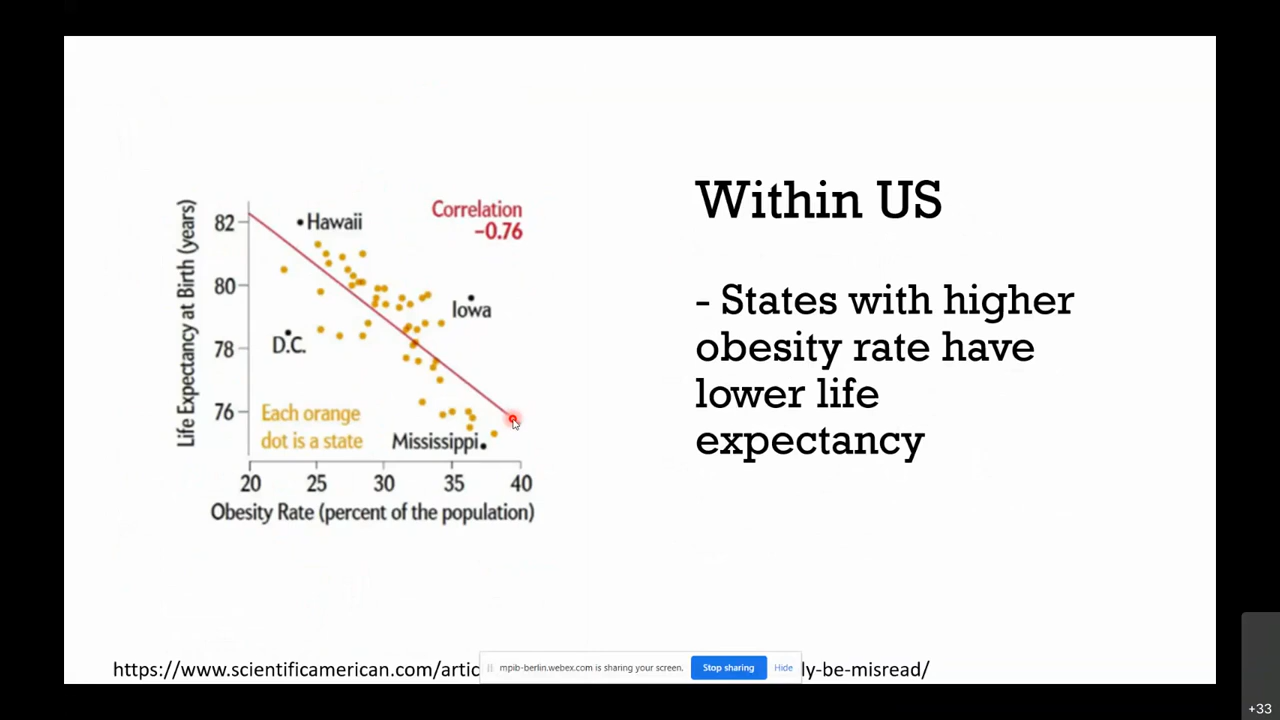 Within US
- States with higher
obesity rate have
lower life
expectancy
Life Expectancy at Birth (years)
82
80
78
76
Hawaii
Correlation
–0.76
Iowa
D.C.
Each orange
dot is a state
Mississippi
20 25 30 35 40
Obesity Rate (percent of the population)
https://www.scientificamerican.com/artic
mpib-berlin.webex.com is sharing your screen. Stop sharing Hide
ly-be-misread/
+33